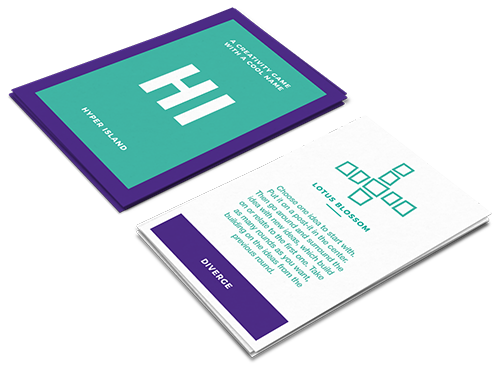 A CREATIVITY GAME
WITH A COOL NAME
HI
HYPER ISLAND
LOTUS BLOSSOM
Choose one idea to start with.
Put it on a post-it in the center.
Then go around and surround the
idea with new ideas, which build
on or relate to the first one. Take
as many rounds as you want,
building on the ideas from the
previous round.
DIVERGE